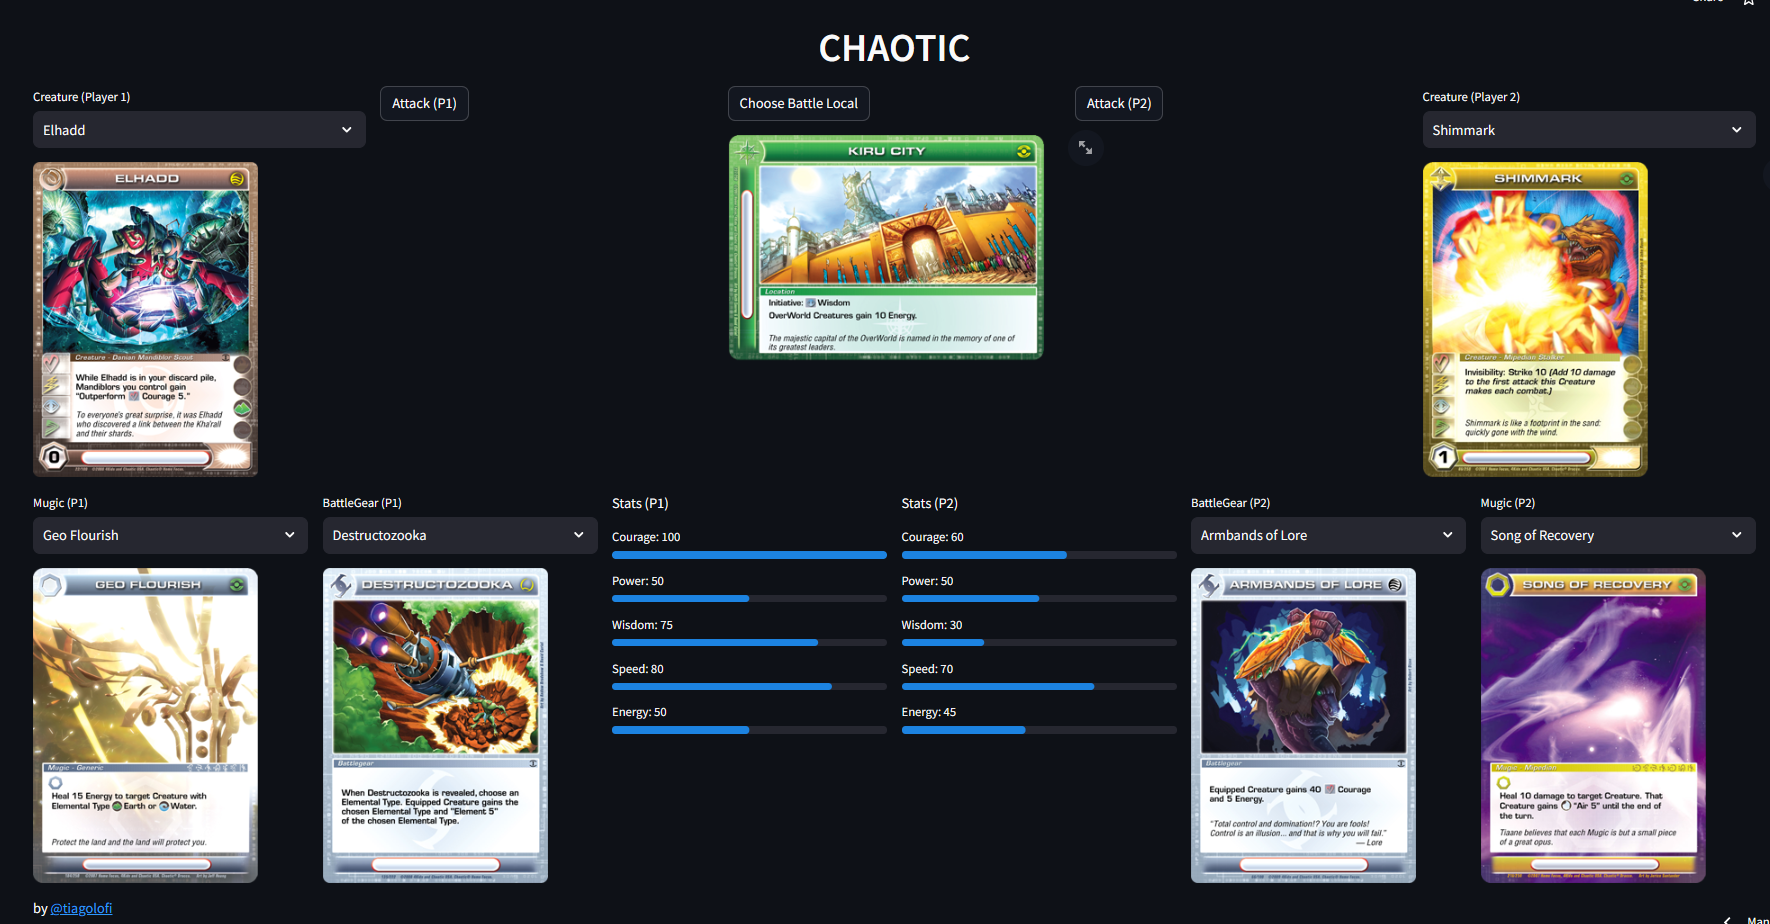 CHAOTIC
Creature (Player 1)
Elhadd
Attack (P1)
Choose Battle Local
Attack (P2)
Creature (Player 2)
Shimmark
ELHADD
Creature - Danian Mandiblor Scout
While Elhadd is in your discard pile,
Mandiblors you control gain
"Outperform Courage 5."
To everyone's great surprise, it was Elhadd
who discovered a link between the Kha'rall
and their shards.
0
KIRU CITY
Location
Initiative: Wisdom
OverWorld Creatures gain 10 Energy.
The majestic capital of the OverWorld is named in the memory of one of
its greatest leaders.
SHIMMARK
Creature - Mipedian Stalker
Invisibility: Strike 10 (Add 10 damage
to the first attack this Creature
makes each combat.)
Shimmark is like a footprint in the sand:
quickly gone with the wind.
1
Mugic (P1)
Geo Flourish
BattleGear (P1)
Destructozooka
Stats (P1)
Courage: 100
Power: 50
Wisdom: 75
Speed: 80
Energy: 50
Stats (P2)
Courage: 60
Power: 50
Wisdom: 30
Speed: 70
Energy: 45
BattleGear (P2)
Armbands of Lore
Mugic (P2)
Song of Recovery
GEO FLOURISH
Mugic - Generic
Heal 15 Energy to target Creature with
Elemental Type Earth or Water.
Protect the land and the land will protect you.
DESTRUCTOZOOKA
Battlegear
When Destructozooka is revealed, choose an
Elemental Type. Equipped Creature gains the
chosen Elemental Type and "Element 5"
of the chosen Elemental Type.
ARMBANDS OF LORE
Battlegear
Equipped Creature gains 40 Courage
and 5 Energy.
"Total control and domination!? You are fools!
Control is an illusion... and that is why you will fail."
— Lore
SONG OF RECOVERY
Mugic - Mipedian
Heal 10 damage to target Creature. That
Creature gains "Air 5" until the end of
the turn.
Tiaane believes that each Mugic is but a small piece
of a great opus.
by @tiagolofi